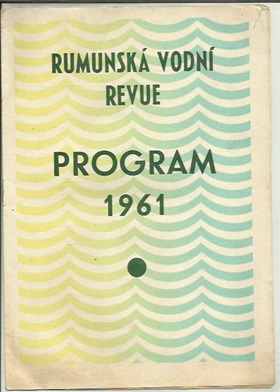 RUMUNSKÁ VODNÍ
REVUE
PROGRAM
1961